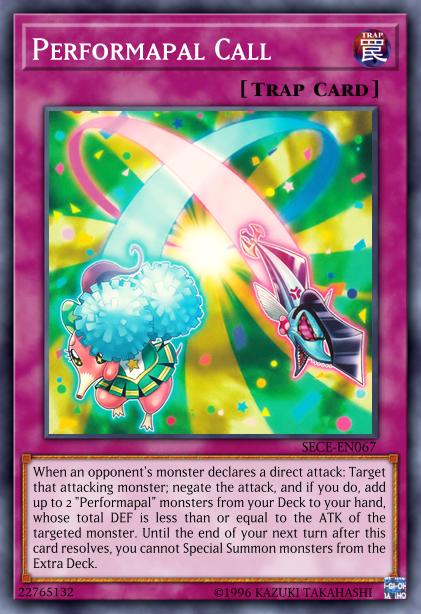 PERFORMAPAL CALL
TRAP
罠
[TRAP CARD]
SECE-EN067
When an opponent's monster declares a direct attack: Target
that attacking monster; negate the attack, and if you do, add
up to 2 "Performapal" monsters from your Deck to your hand,
whose total DEF is less than or equal to the ATK of the
targeted monster. Until the end of your next turn after this
card resolves, you cannot Special Summon monsters from the
Extra Deck.
22765132
©1996 KAZUKI TAKAHASHI